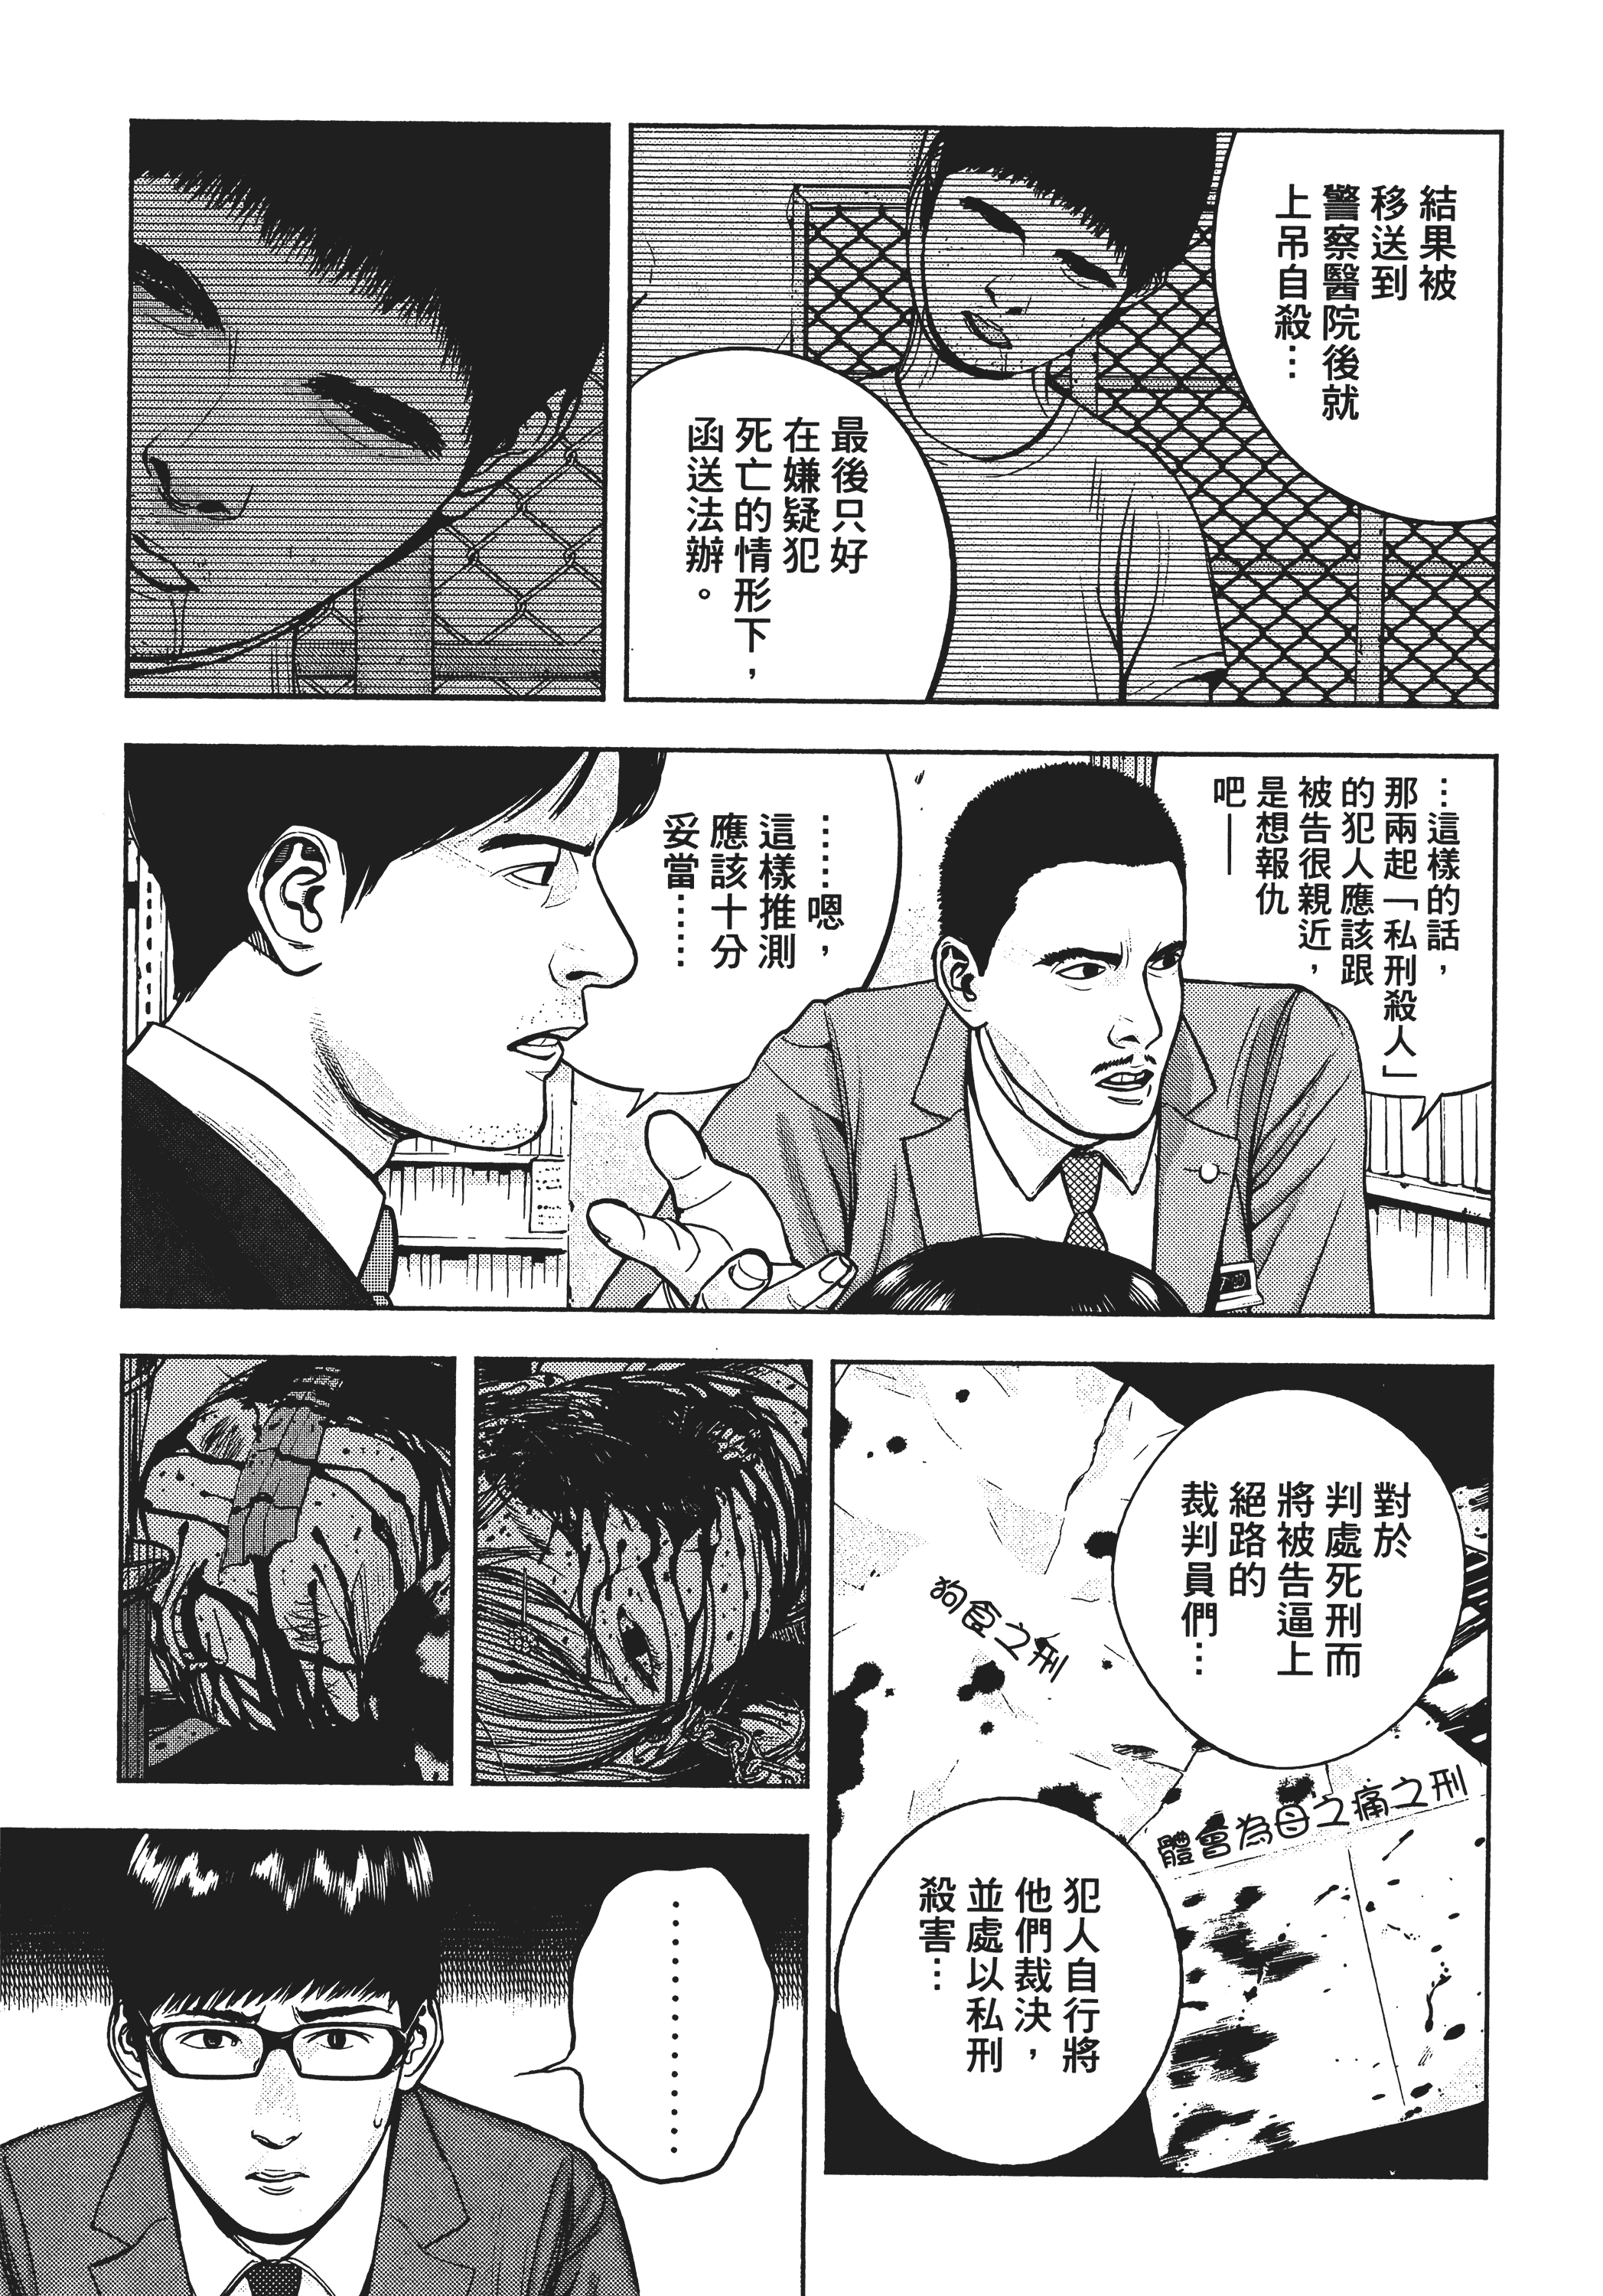 結果被
移送到
警察醫院後就
上吊自殺…
最後只好
在嫌疑犯
死亡的情形下，
函送法辦。
…這樣的話，
那兩起「私刑殺人」
的犯人應該跟
被告很親近，
是想報仇
吧——
……嗯，
這樣推測
應該十分
妥當……
對於
判處死刑而
將被告逼上
絕路的
裁判員們…
狗食之刑
體會為母之痛之刑
犯人自行將
他們裁決，
並處以私刑
殺害…
…………